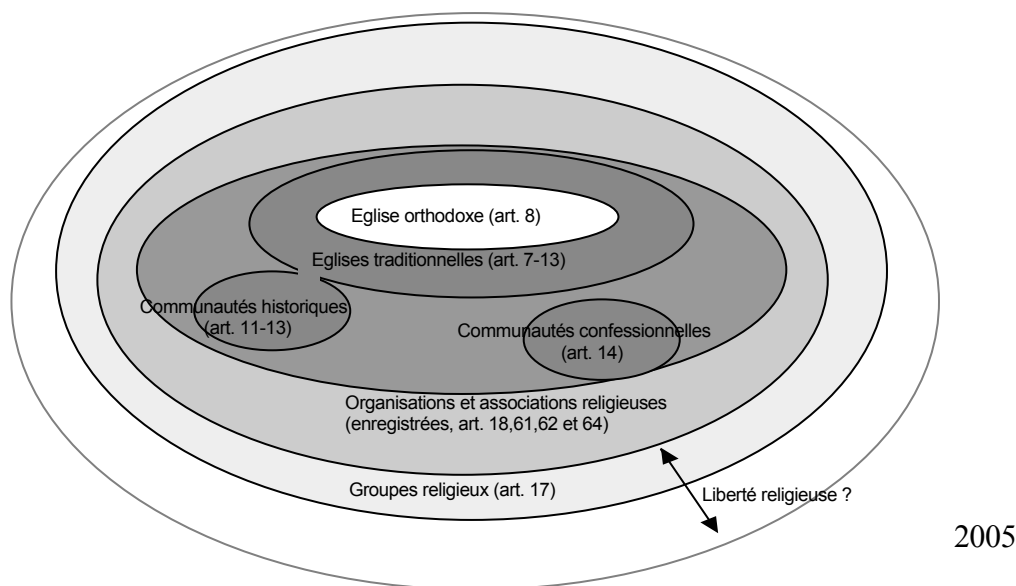 Eglise orthodoxe (art. 8)
Eglises traditionnelles (art. 7-13)
Communautés historiques
(art. 11-13)
Communautés confessionnelles
(art. 14)
Organisations et associations religieuses
(enregistrées, art. 18,61,62 et 64)
Groupes religieux (art. 17)
Liberté religieuse ?
2005